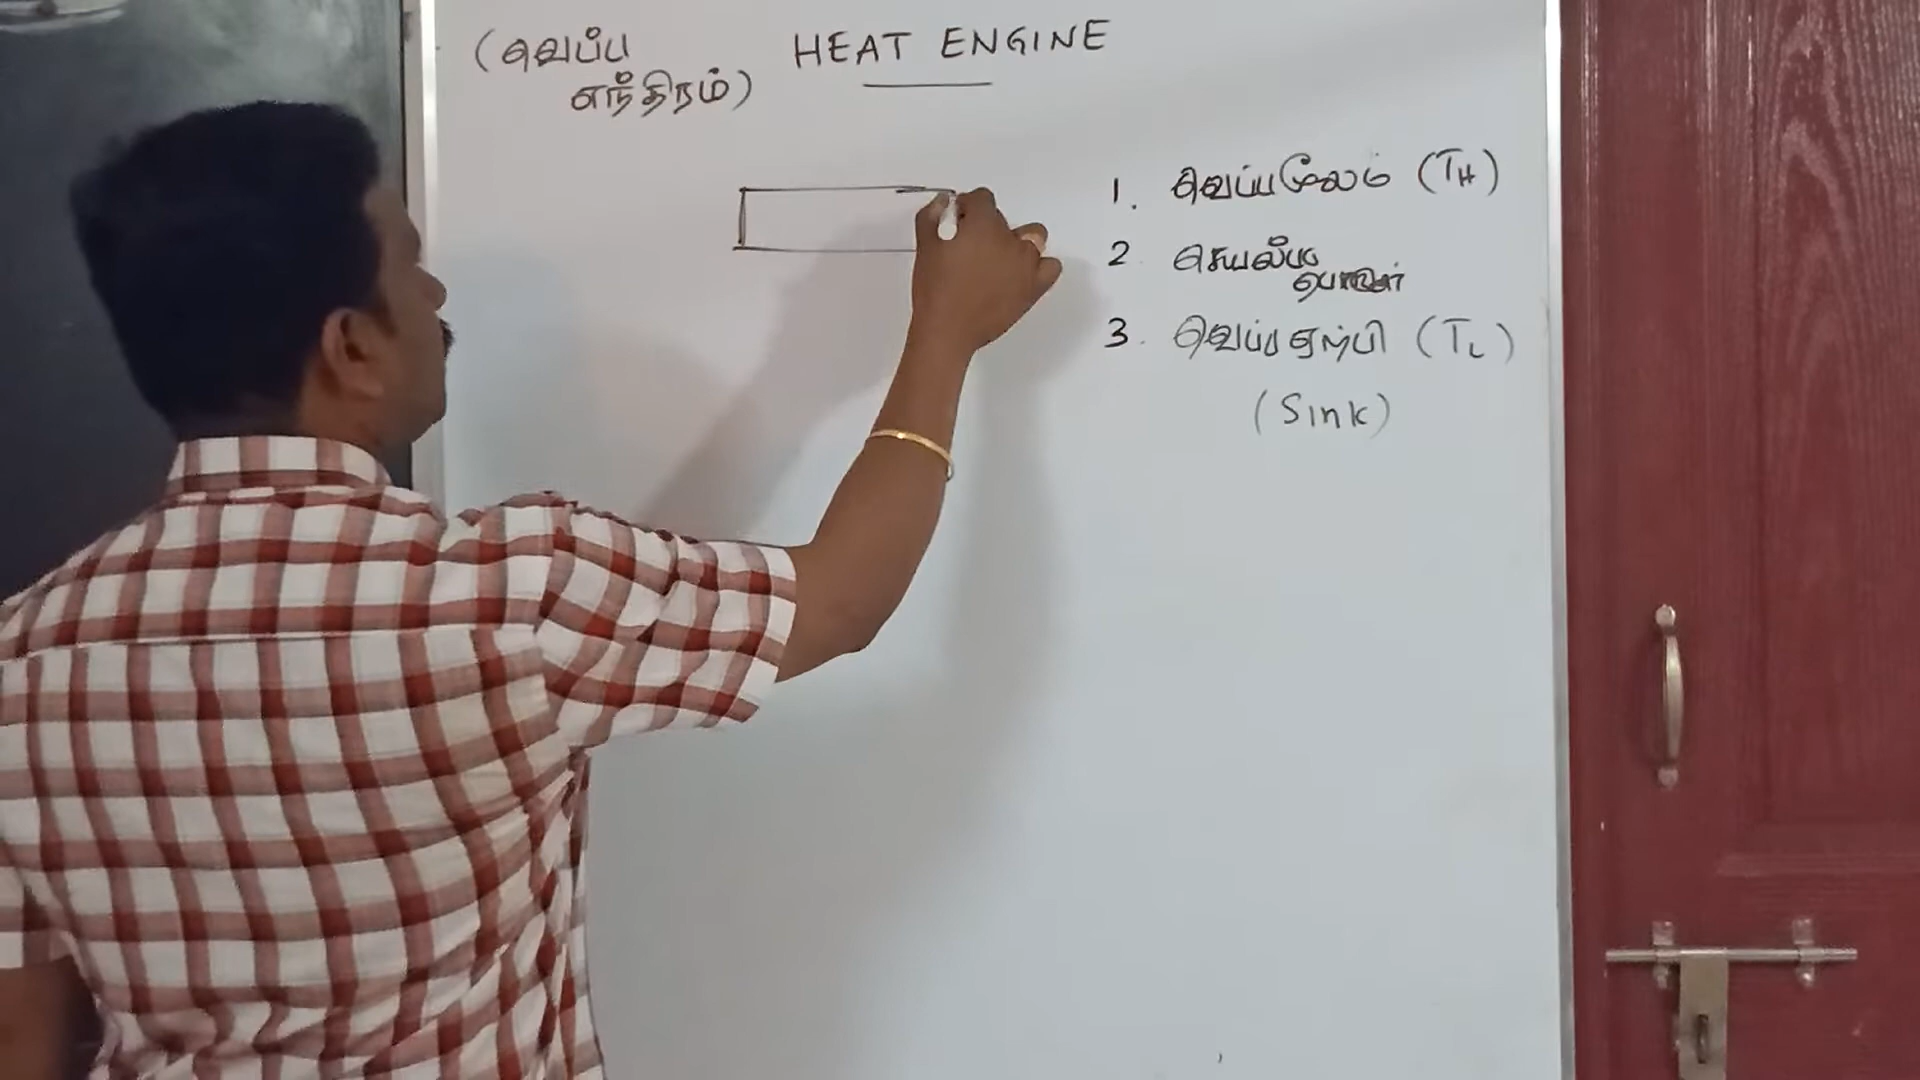 (வெப்ப
எந்திரம்)
HEAT ENGINE
1. வெப்பமூலம் (TH)
2 செயல்படு
பொருள்
3. வெப்ப ஏற்பி (TL)
(Sink)